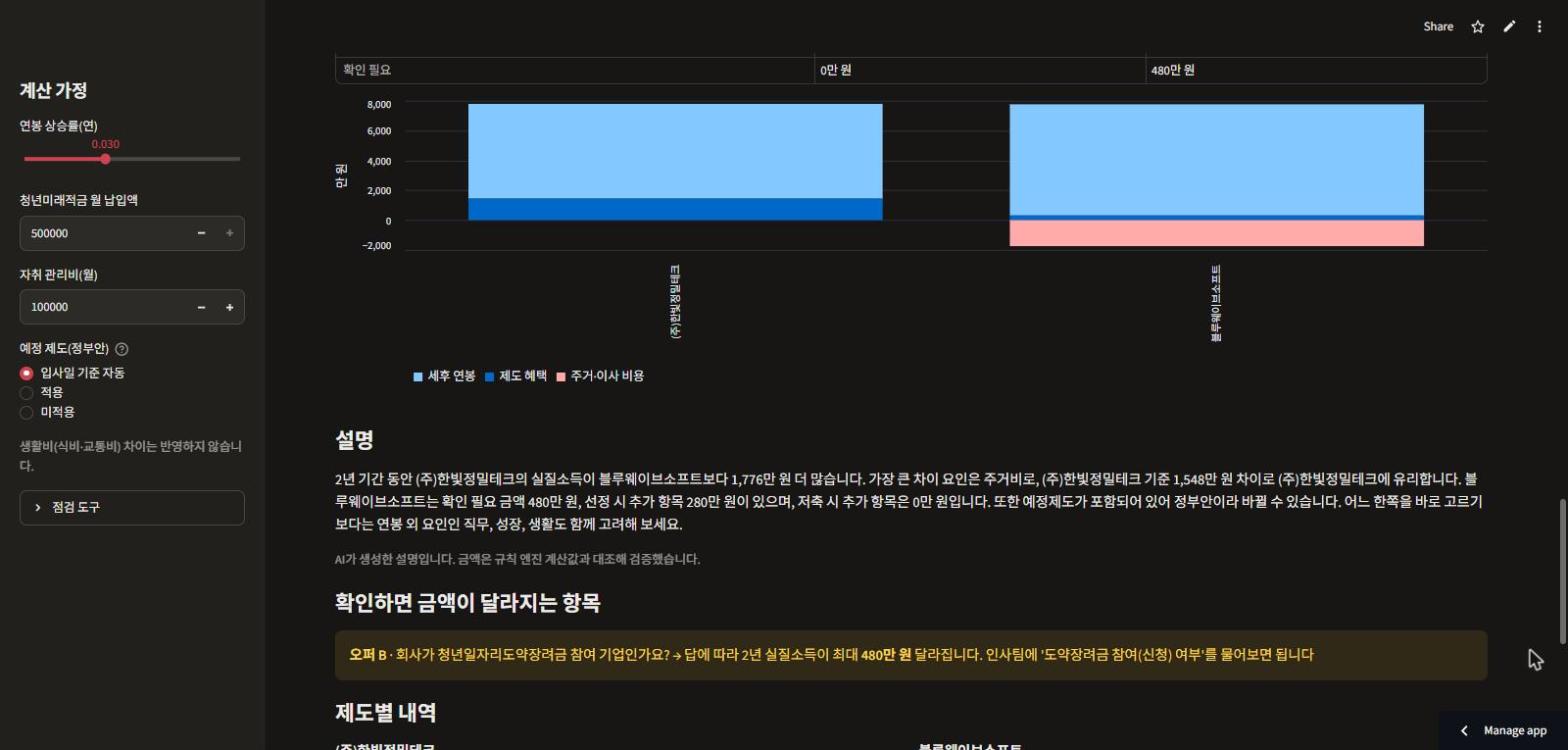 Share
확인 필요 0만 원 480만 원
계산 가정
연봉 상승률(연)
0.030
청년미래적금 월 납입액
500000
자취 관리비(월)
100000
예정 제도(정부안)
입사일 기준 자동
적용
미적용
생활비(식비·교통비) 차이는 반영하지 않습니
다.
점검 도구
만 원
8,000
6,000
4,000
2,000
0
−2,000
(주)한빛정밀테크
블루웨이브소프트
세후 연봉 제도 혜택 주거·이사 비용
설명
2년 기간 동안 (주)한빛정밀테크의 실질소득이 블루웨이브소프트보다 1,776만 원 더 많습니다. 가장 큰 차이 요인은 주거비로, (주)한빛정밀테크 기준 1,548만 원 차이로 (주)한빛정밀테크에 유리합니다. 블
루웨이브소프트는 확인 필요 금액 480만 원, 선정 시 추가 항목 280만 원이 있으며, 저축 시 추가 항목은 0만 원입니다. 또한 예정제도가 포함되어 있어 정부안이라 바뀔 수 있습니다. 어느 한쪽을 바로 고르기
보다는 연봉 외 요인인 직무, 성장, 생활도 함께 고려해 보세요.
AI가 생성한 설명입니다. 금액은 규칙 엔진 계산값과 대조해 검증했습니다.
확인하면 금액이 달라지는 항목
오퍼 B · 회사가 청년일자리도약장려금 참여 기업인가요? → 답에 따라 2년 실질소득이 최대 480만 원 달라집니다. 인사팀에 '도약장려금 참여(신청) 여부'를 물어보면 됩니다
제도별 내역
(주)한빛정밀테크 블루웨이브소프트
Manage app